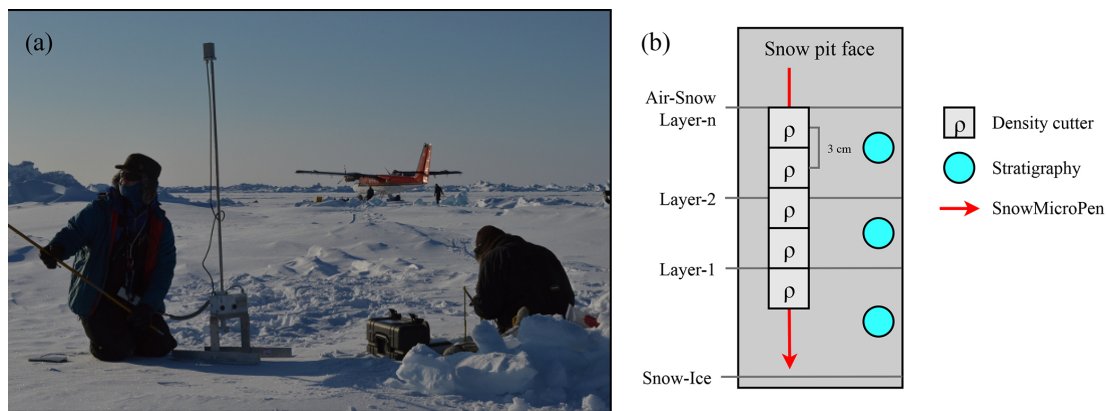 (a)
(b)
Snow pit face
Air-Snow
Layer-n
ρ
ρ
3 cm
Layer-2
ρ
ρ
Layer-1
ρ
Snow-Ice
ρ Density cutter
Stratigraphy
SnowMicroPen